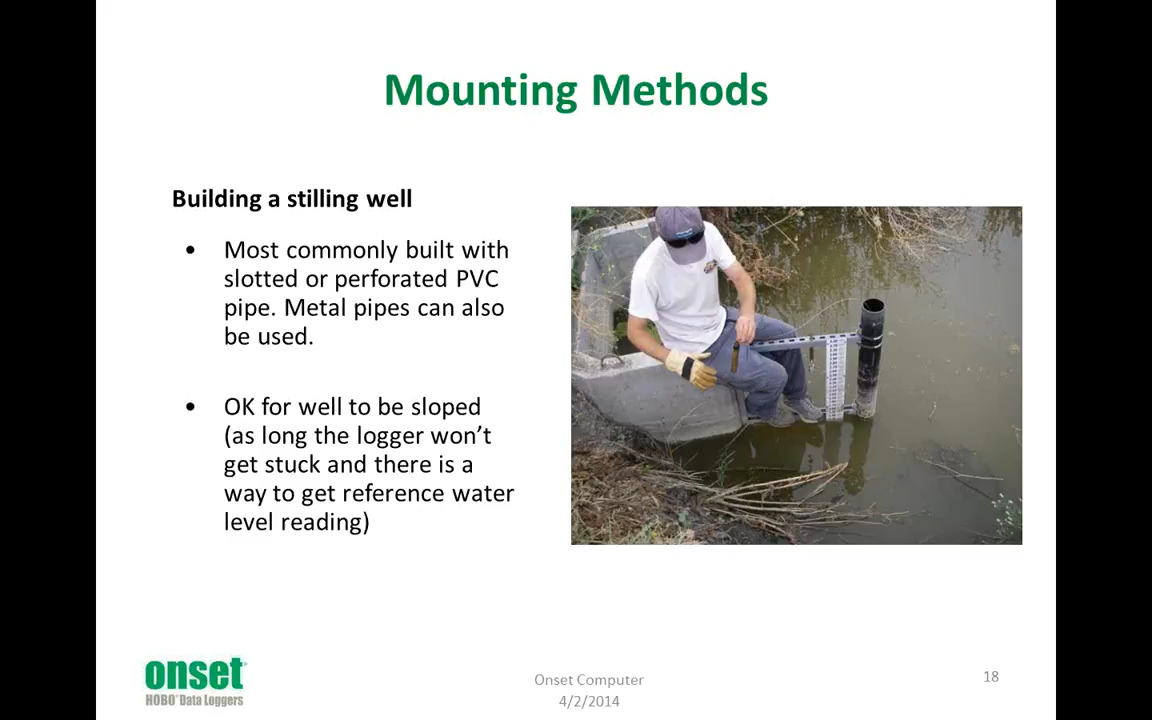 Mounting Methods
Building a stilling well
• Most commonly built with
slotted or perforated PVC
pipe. Metal pipes can also
be used.
• OK for well to be sloped
(as long the logger won’t
get stuck and there is a
way to get reference water
level reading)
onset
HOBO® Data Loggers
Onset Computer
4/2/2014
18